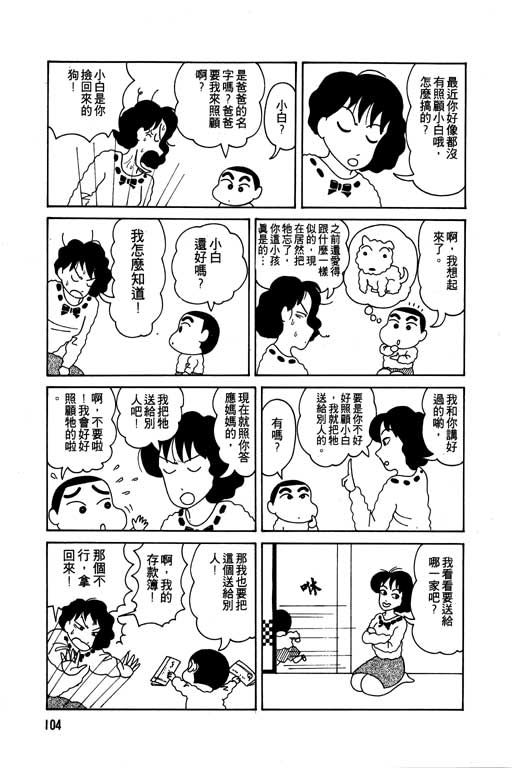 最近你好像都沒
有照顧小白哦，
怎麼搞的？
小白？
是爸爸的名
字嗎？爸爸
要我來照顧
啊？
小白是你
撿回來的
狗！
啊，我想起
來了。
之前還愛得
跟什麼一樣
似的，現
在居然把
牠忘了。
你這小孩
真是的…
小白
還好嗎？
我怎麼知道！
我和你講好
過的喲，
要是你不好
好照顧小白
，我就把牠
送給別人的。
有嗎？
現在就照你答
應媽媽的，
我把牠
送給別
人吧！
啊，不要啦
！我會好好
照顧牠的啦
。
我看看要送給
哪一家吧？
咻
那我也要把
這個送給別
人！
啊，我的
存款簿！
那個不
行，拿
回來！
104